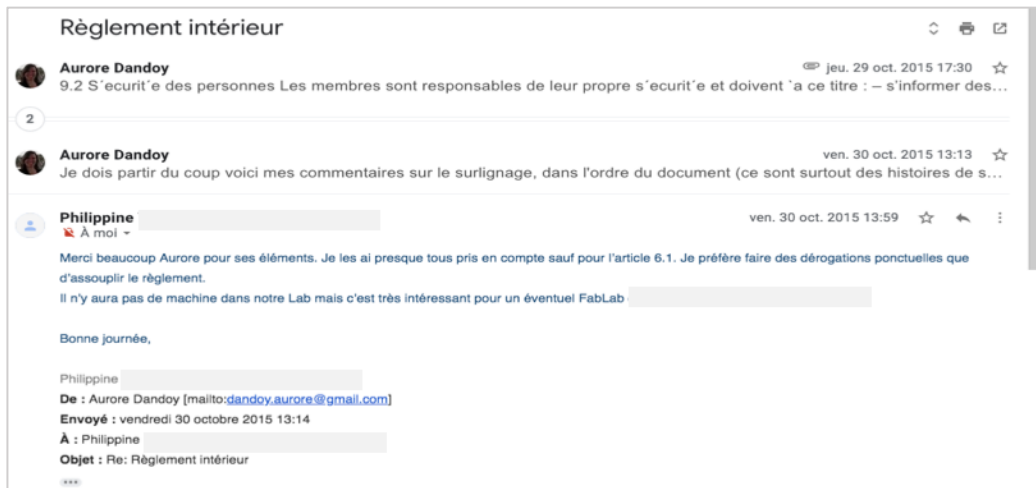 Règlement intérieur
Aurore Dandoy
jeu. 29 oct. 2015 17:30
9.2 S´ecurit´e des personnes Les membres sont responsables de leur propre s´ecurit´e et doivent `a ce titre : – s'informer des…
2
Aurore Dandoy
ven. 30 oct. 2015 13:13
Je dois partir du coup voici mes commentaires sur le surlignage, dans l'ordre du document (ce sont surtout des histoires de s…
Philippine
ven. 30 oct. 2015 13:59
À moi
Merci beaucoup Aurore pour ses éléments. Je les ai presque tous pris en compte sauf pour l'article 6.1. Je préfère faire des dérogations ponctuelles que
d'assouplir le règlement.
Il n'y aura pas de machine dans notre Lab mais c'est très intéressant pour un éventuel FabLab
Bonne journée,
Philippine
De : Aurore Dandoy [mailto:dandoy.aurore@gmail.com]
Envoyé : vendredi 30 octobre 2015 13:14
À : Philippine
Objet : Re: Règlement intérieur